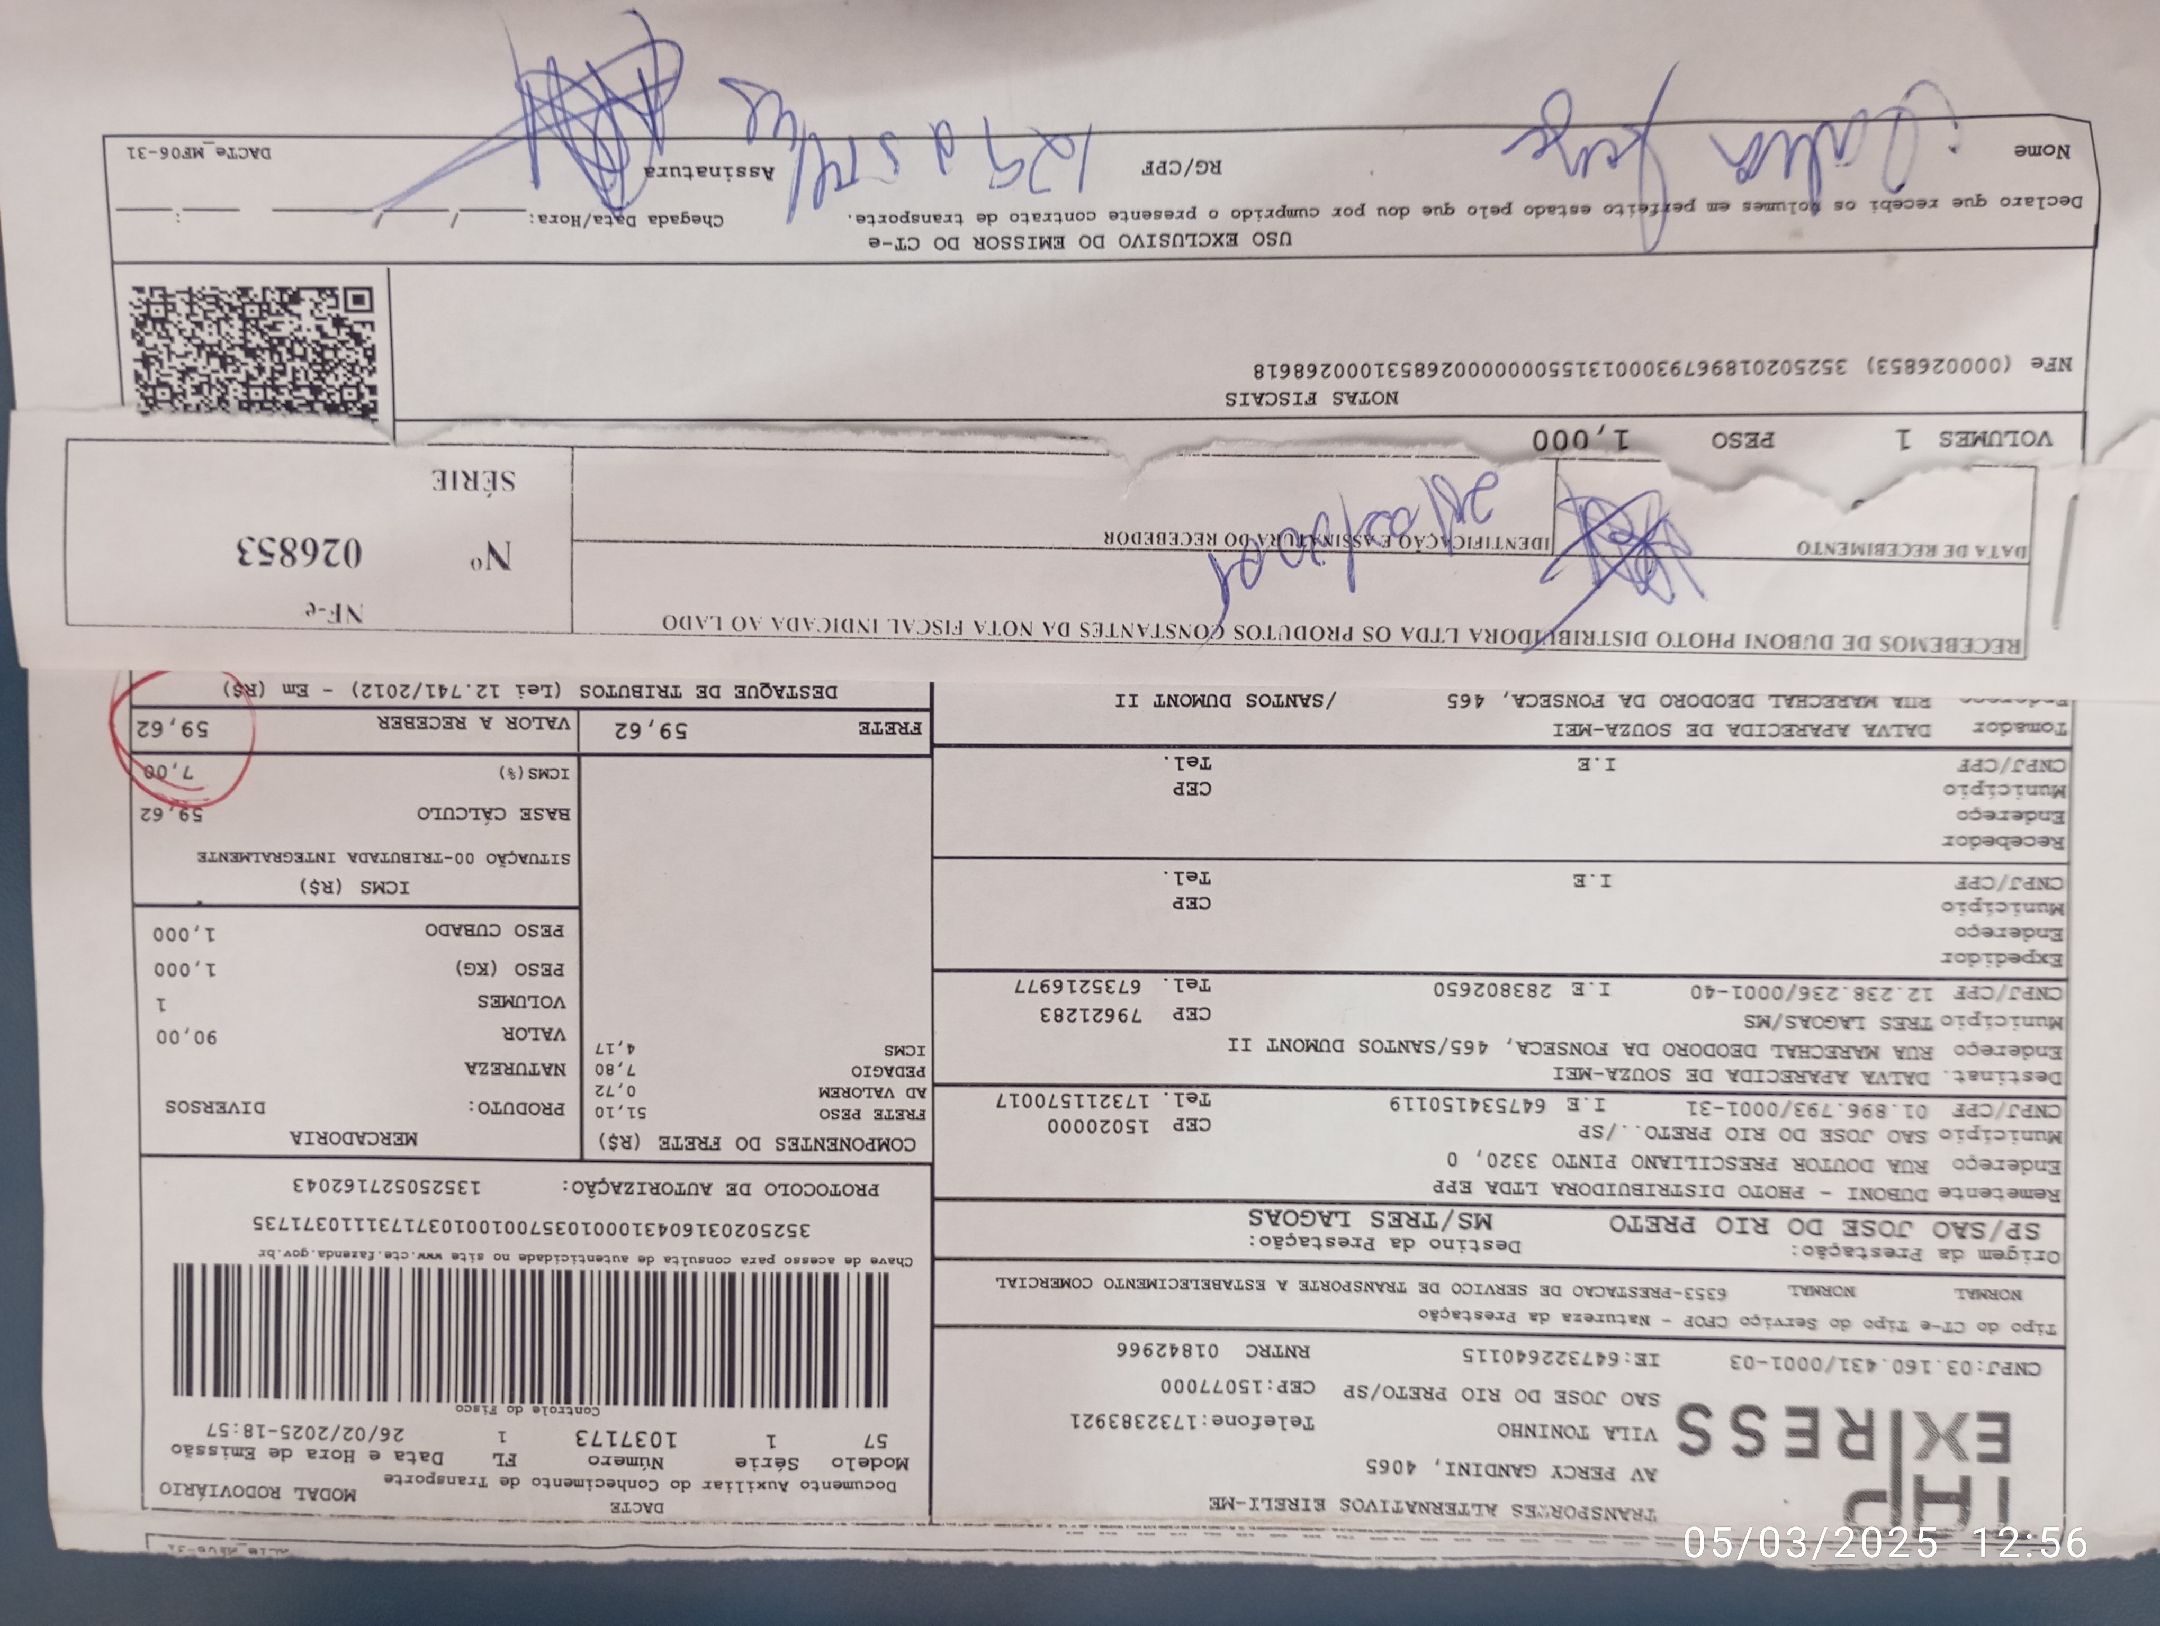 THJ
EXPRESS
TRANSPORTES ALTERNATIVOS EIRELI-ME
AV PERCY GANDINI, 4065
VILA TONINHO Telefone:1732383921
SAO JOSE DO RIO PRETO/SP CEP:15077000
CNPJ:03.160.431/0001-03 IE:647322640115 RNTRC 01842966
DACTE
Documento Auxiliar do Conhecimento de Transporte MODAL RODOVIÁRIO
Modelo Série Número FL Data e Hora de Emissão
57 1 1037173 1 26/02/2025-18:57
Controle do Fisco
Chave de acesso para consulta de autenticidade no site www.cte.fazenda.gov.br
352502031604310001035700100103717311110371735
PROTOCOLO DE AUTORIZAÇÃO: 135250527162043
Tipo do CT-e Tipo do Serviço CFOP - Natureza da Prestação
NORMAL NORMAL 6353-PRESTACAO DE SERVICO DE TRANSPORTE A ESTABELECIMENTO COMERCIAL
Origem da Prestação: Destino da Prestação:
SP/SAO JOSE DO RIO PRETO MS/TRES LAGOAS
Remetente DUBONI - PHOTO DISTRIBUIDORA LTDA EPP
Endereço RUA DOUTOR PRESCILIANO PINTO 3320, 0
Município SAO JOSE DO RIO PRETO../SP CEP 15020000
CNPJ/CPF 01.896.793/0001-31 I.E 647534150119 Tel. 173211570017
Destinat. DALVA APARECIDA DE SOUZA-MEI
Endereço RUA MARECHAL DEODORO DA FONSECA, 465/SANTOS DUMONT II
Município TRES LAGOAS/MS CEP 79621283
CNPJ/CPF 12.238.236/0001-40 I.E 283802650 Tel. 6735216977
Expedidor
Endereço
Município CEP
CNPJ/CPF I.E Tel.
Recebedor
Endereço
Município CEP
CNPJ/CPF I.E Tel.
Tomador DALVA APARECIDA DE SOUZA-MEI
Endereço RUA MARECHAL DEODORO DA FONSECA, 465 /SANTOS DUMONT II
COMPONENTES DO FRETE (R$)
FRETE PESO 51,10
AD VALOREM 0,72
PEDAGIO 7,80
ICMS 4,17
MERCADORIA
PRODUTO: DIVERSOS
NATUREZA
VALOR 90,00
VOLUMES 1
PESO (KG) 1,000
PESO CUBADO 1,000
ICMS (R$)
SITUAÇÃO 00-TRIBUTADA INTEGRALMENTE
BASE CÁLCULO 59,62
ICMS(%) 7,00
FRETE 59,62 VALOR A RECEBER 59,62
DESTAQUE DE TRIBUTOS (Lei 12.741/2012) - Em (R$)
RECEBEMOS DE DUBONI PHOTO DISTRIBUIDORA LTDA OS PRODUTOS CONSTANTES DA NOTA FISCAL INDICADA AO LADO
NF-e
Nº 026853
SÉRIE
DATA DE RECEBIMENTO IDENTIFICAÇÃO E ASSINATURA DO RECEBEDOR
VOLUMES 1 PESO 1,000
NOTAS FISCAIS
NFe (000026853) 35250201896793000131550000000268531000268618
USO EXCLUSIVO DO EMISSOR DO CT-e
Declaro que recebi os volumes em perfeito estado pelo que dou por cumprido o presente contrato de transporte. Chegada Data/Hora: / / :
Nome RG/CPF Assinatura
DACTe_MF06-31
05/03/2025 12:56